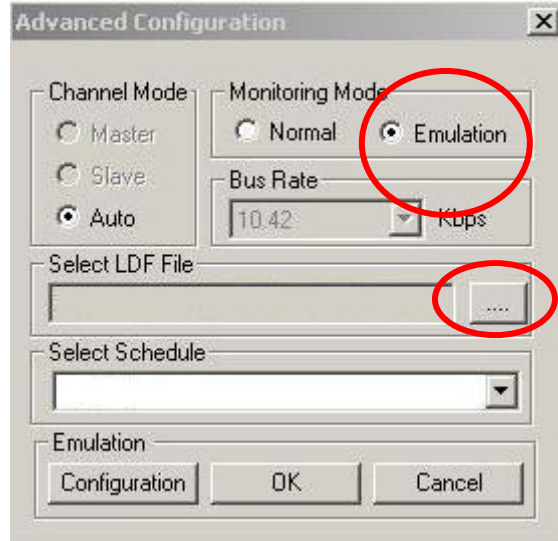 Advanced Configuration
Channel Mode
Master
Slave
Auto
Monitoring Mode
Normal
Emulation
Bus Rate
10.42
Kbps
Select LDF File
....
Select Schedule
Emulation
Configuration
OK
Cancel